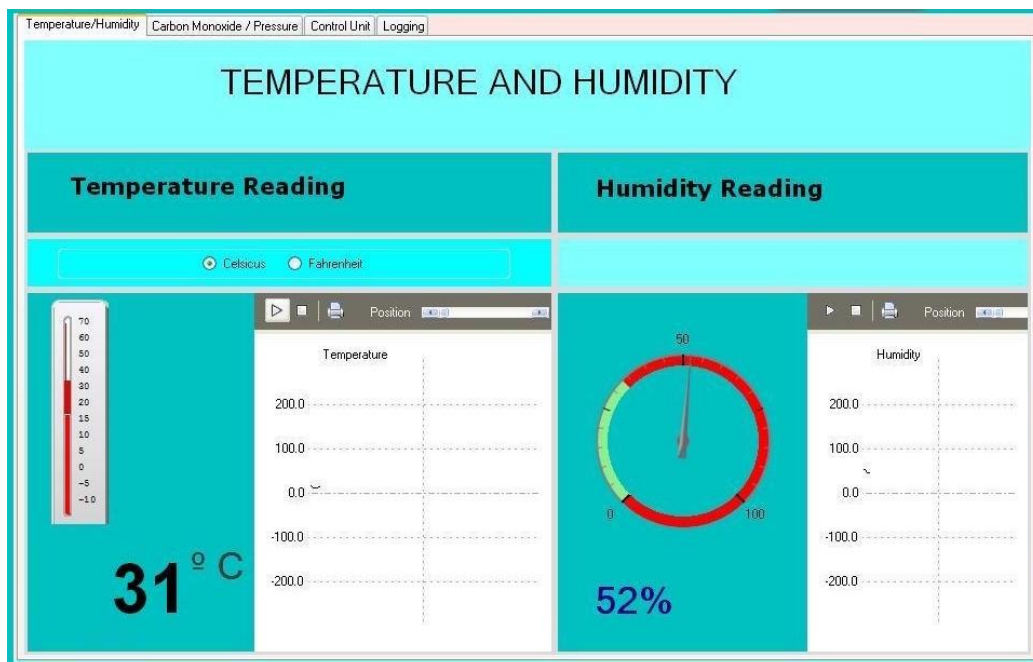 Temperature/Humidity Carbon Monoxide / Pressure Control Unit Logging
TEMPERATURE AND HUMIDITY
Temperature Reading
Humidity Reading
Celsicus Fahrenheit
70
60
50
40
30
20
15
10
5
0
-5
-10
31º C
Position
Temperature
200.0
100.0
0.0
-100.0
-200.0
50
0
100
52%
Position
Humidity
200.0
100.0
0.0
-100.0
-200.0